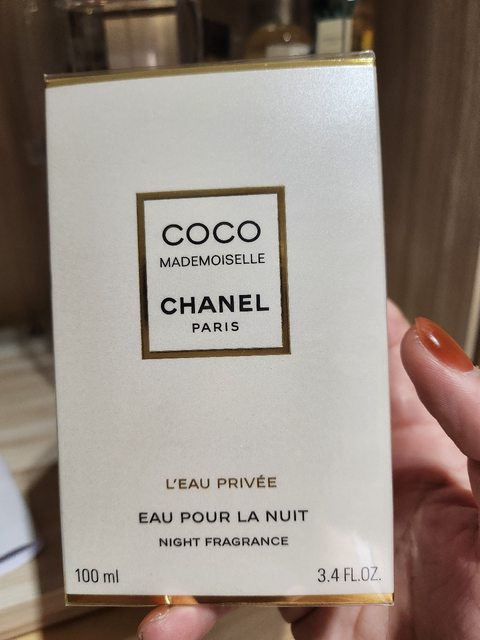 COCO
MADEMOISELLE
CHANEL
PARIS
L'EAU PRIVÉE
EAU POUR LA NUIT
NIGHT FRAGRANCE
100 ml 3.4 FL.OZ.